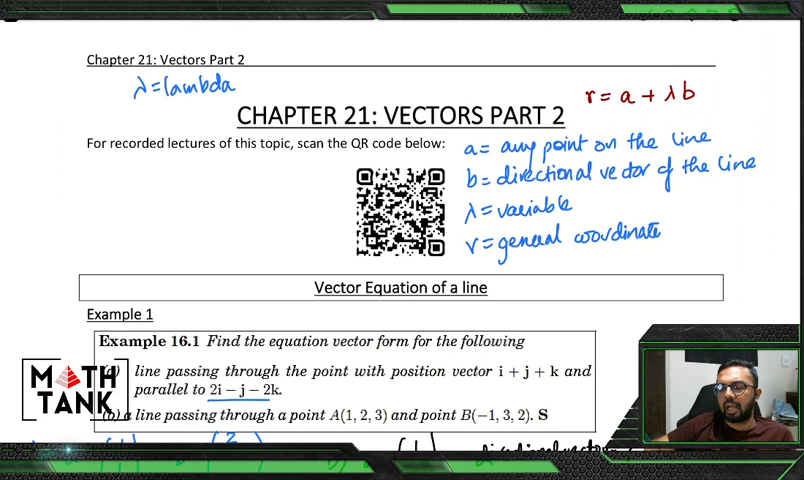 Chapter 21: Vectors Part 2
λ = lambda
r = a + λb
CHAPTER 21: VECTORS PART 2
For recorded lectures of this topic, scan the QR code below:
a = any point on the line
b = directional vector of the line
λ = variable
r = general coordinate
Vector Equation of a line
Example 1
Example 16.1 Find the equation vector form for the following
line passing through the point with position vector i + j + k and
parallel to 2i − j − 2k.
(b) a line passing through a point A(1, 2, 3) and point B(−1, 3, 2). S
MATH
TANK